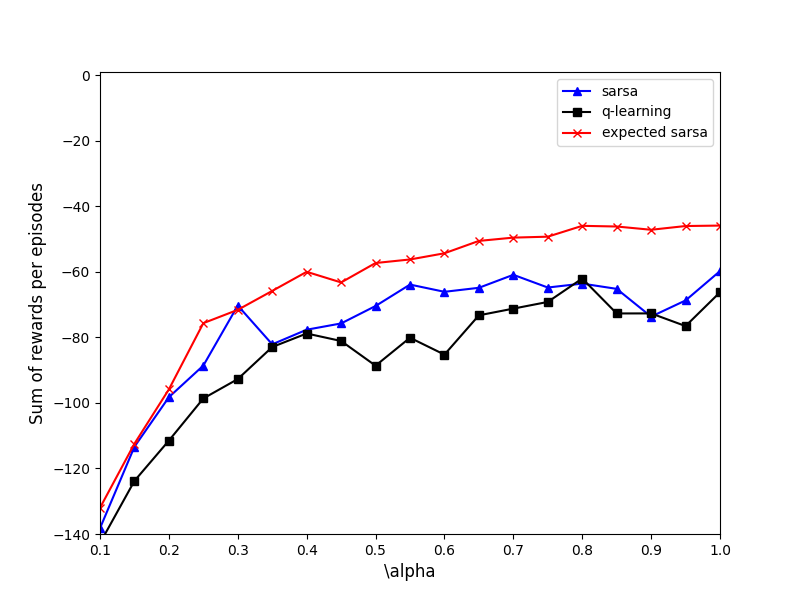 sarsa
q-learning
expected sarsa
Sum of rewards per episodes
0
−20
−40
−60
−80
−100
−120
−140
0.1 0.2 0.3 0.4 0.5 0.6 0.7 0.8 0.9 1.0
\alpha